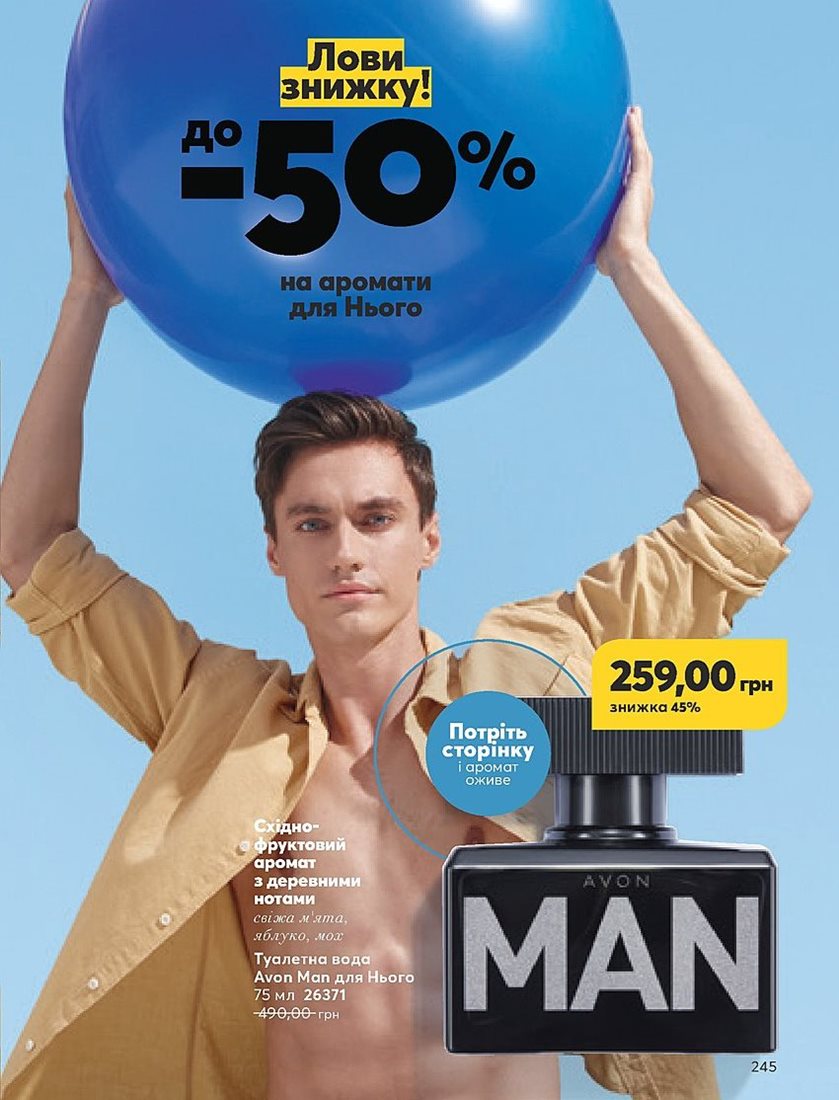 Лови
знижку!
до
-50%
на аромати
для Нього
259,00 грн
знижка 45%
Потріть
сторінку
і аромат
оживе
Східно-
фруктовий
аромат
з деревними
нотами
свіжа м'ята,
яблуко, мох
Туалетна вода
Avon Man для Нього
75 мл 26371
490,00 грн
AVON
MAN
245